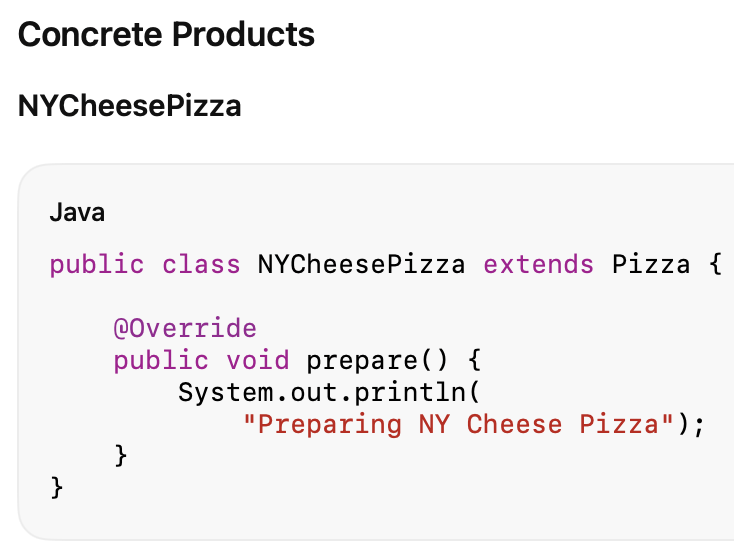 Concrete Products
NYCheesePizza
Java
public class NYCheesePizza extends Pizza {
    @Override
    public void prepare() {
        System.out.println(
            "Preparing NY Cheese Pizza");
    }
}